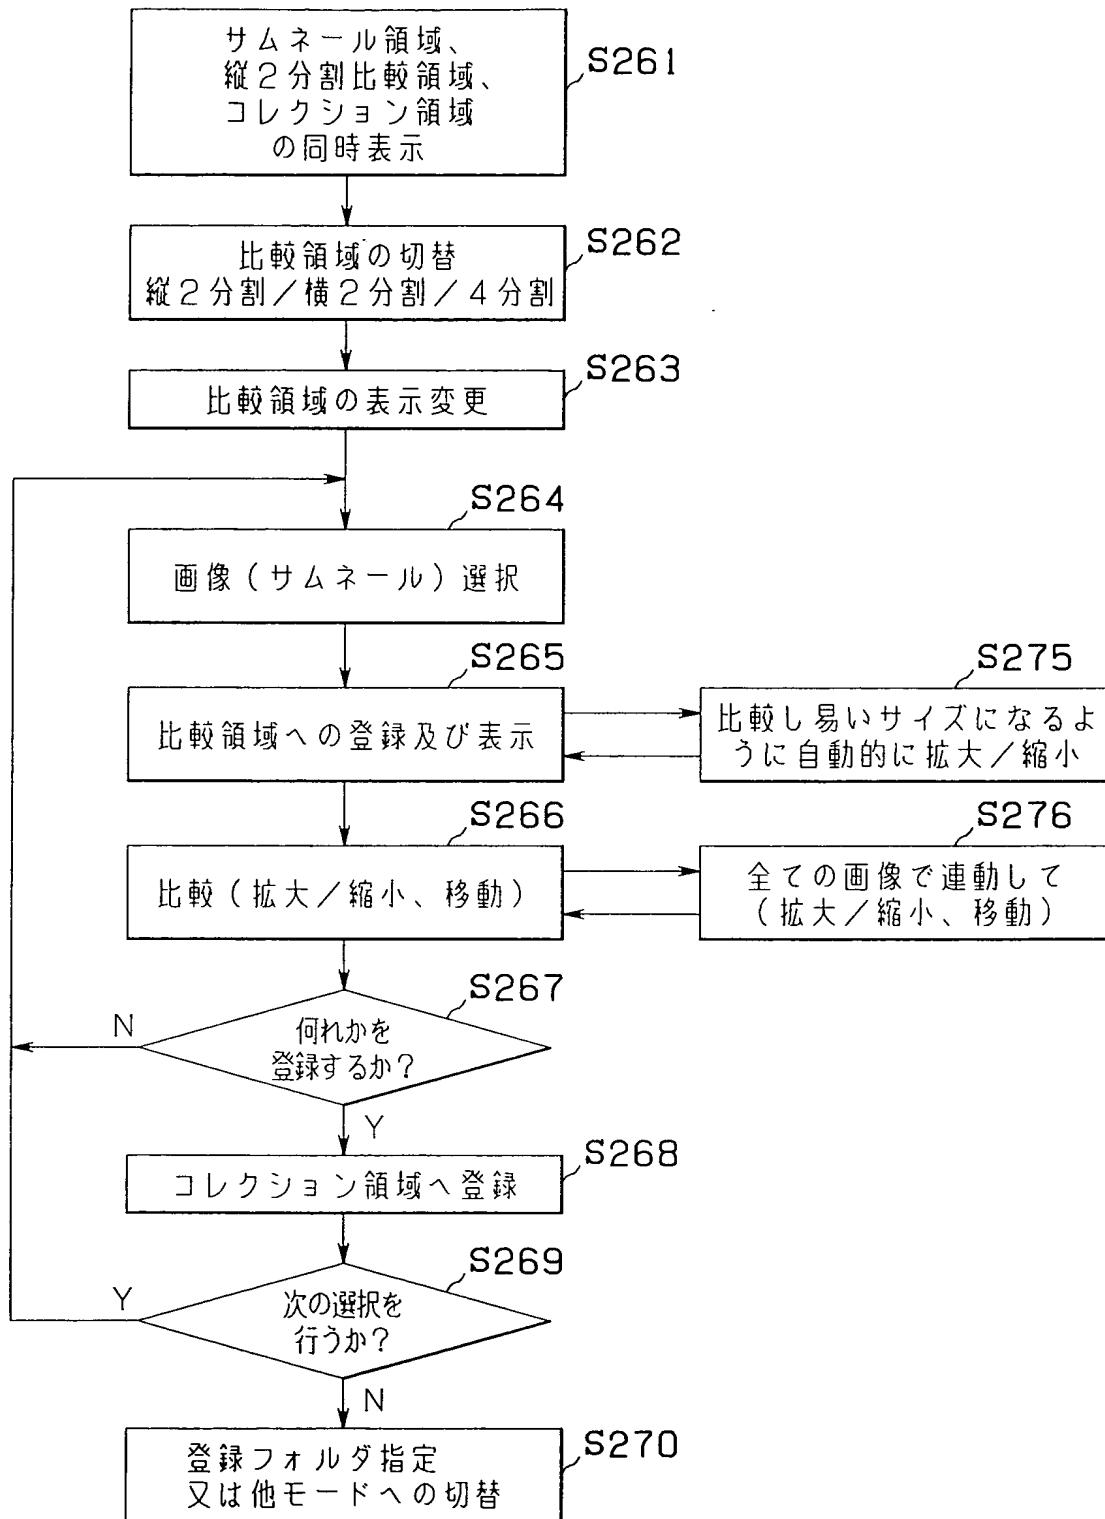 サムネール領域、
縦2分割比較領域、
コレクション領域
の同時表示
S261
比較領域の切替
縦2分割／横2分割／4分割
S262
比較領域の表示変更
S263
画像（サムネール）選択
S264
比較領域への登録及び表示
S265
比較し易いサイズになるよ
うに自動的に拡大／縮小
S275
比較（拡大／縮小、移動）
S266
全ての画像で連動して
（拡大／縮小、移動）
S276
何れかを
登録するか？
S267
N
Y
コレクション領域へ登録
S268
次の選択を
行うか？
S269
Y
N
登録フォルダ指定
又は他モードへの切替
S270